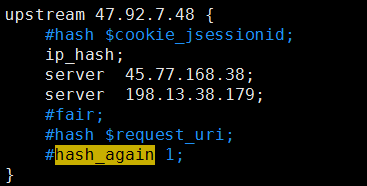 upstream 47.92.7.48 {
#hash $cookie_jsessionid;
ip_hash;
server 45.77.168.38;
server 198.13.38.179;
#fair;
#hash $request_uri;
#hash_again 1;
}